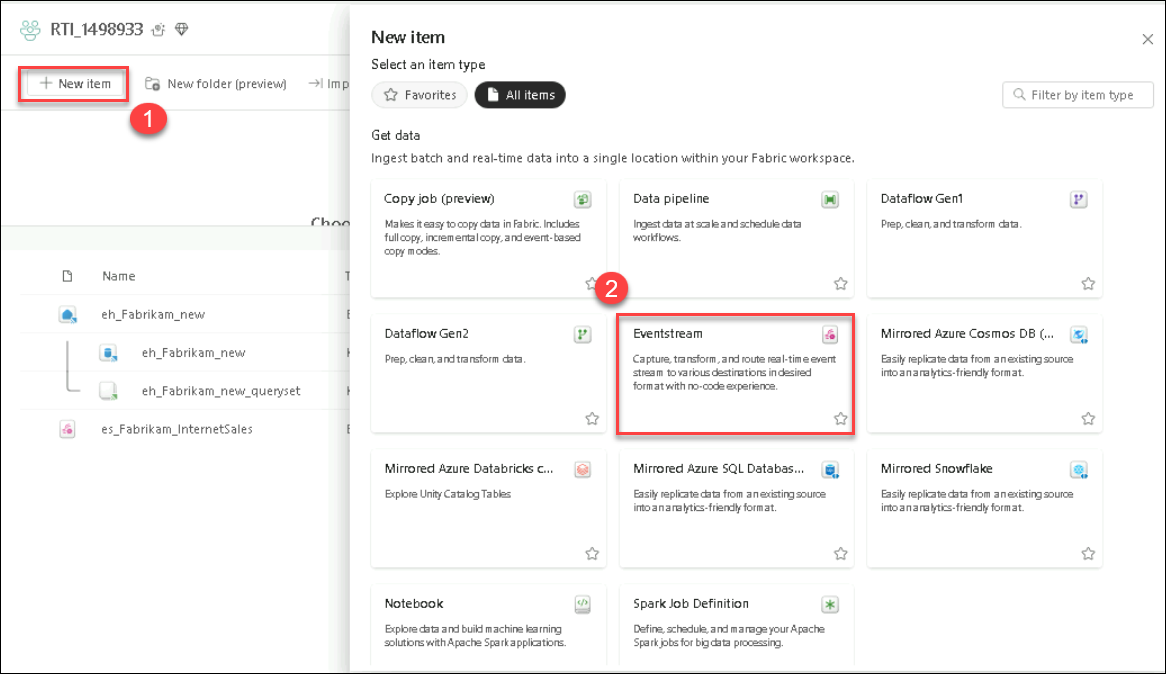 RTI_1498933
New item
New folder (preview)
Imp
1
Choo
Name
T
eh_Fabrikam_new
E
eh_Fabrikam_new
K
eh_Fabrikam_new_queryset
K
es_Fabrikam_InternetSales
E
New item
Select an item type
Favorites
All items
Filter by item type
Get data
Ingest batch and real-time data into a single location within your Fabric workspace.
Copy job (preview)
Makes it easy to copy data in Fabric. Includes
full copy, incremental copy, and event-based
copy modes.
Data pipeline
Ingest data at scale and schedule data
workflows.
Dataflow Gen1
Prep, clean, and transform data.
2
Dataflow Gen2
Prep, clean, and transform data.
Eventstream
Capture, transform, and route real-time event
stream to various destinations in desired
format with no-code experience.
Mirrored Azure Cosmos DB (...
Easily replicate data from an existing source
into an analytics-friendly format.
Mirrored Azure Databricks c...
Explore Unity Catalog Tables
Mirrored Azure SQL Databas...
Easily replicate data from an existing source
into an analytics-friendly format.
Mirrored Snowflake
Easily replicate data from an existing source
into an analytics-friendly format.
Notebook
Explore data and build machine learning
solutions with Apache Spark applications.
Spark Job Definition
Define, schedule, and manage your Apache
Spark jobs for big data processing.